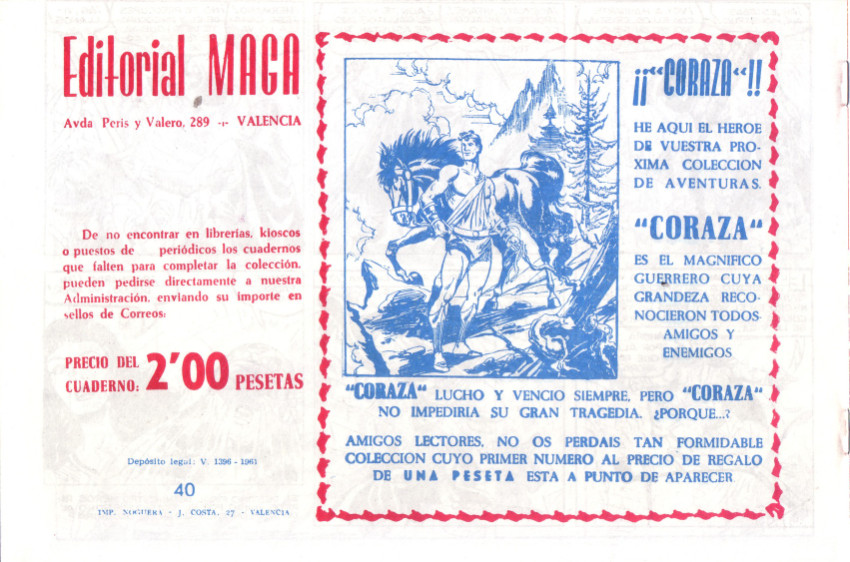 Editorial MAGA
Avda Peris y Valero, 289 -:- VALENCIA
De no encontrar en librerías, kioscos
o puestos de periódicos los cuadernos
que falten para completar la colección,
pueden pedirse directamente a nuestra
Administración, enviando su importe en
sellos de Correos:
PRECIO DEL
CUADERNO: 2'00 PESETAS
Depósito legal: V. 1396 - 1961
40
IMP. NOGUERA - J. COSTA, 27 - VALENCIA.
¡¡"CORAZA"!!
HE AQUI EL HEROE
DE VUESTRA PRO-
XIMA COLECCION
DE AVENTURAS.
"CORAZA"
ES EL MAGNIFICO
GUERRERO CUYA
GRANDEZA RECO-
NOCIERON TODOS.
AMIGOS Y
ENEMIGOS
"CORAZA" LUCHO Y VENCIO SIEMPRE, PERO "CORAZA"
NO IMPEDIRIA SU GRAN TRAGEDIA. ¿PORQUE...?
AMIGOS LECTORES, NO OS PERDAIS TAN FORMIDABLE
COLECCION CUYO PRIMER NUMERO AL PRECIO DE REGALO
DE UNA PESETA ESTA A PUNTO DE APARECER